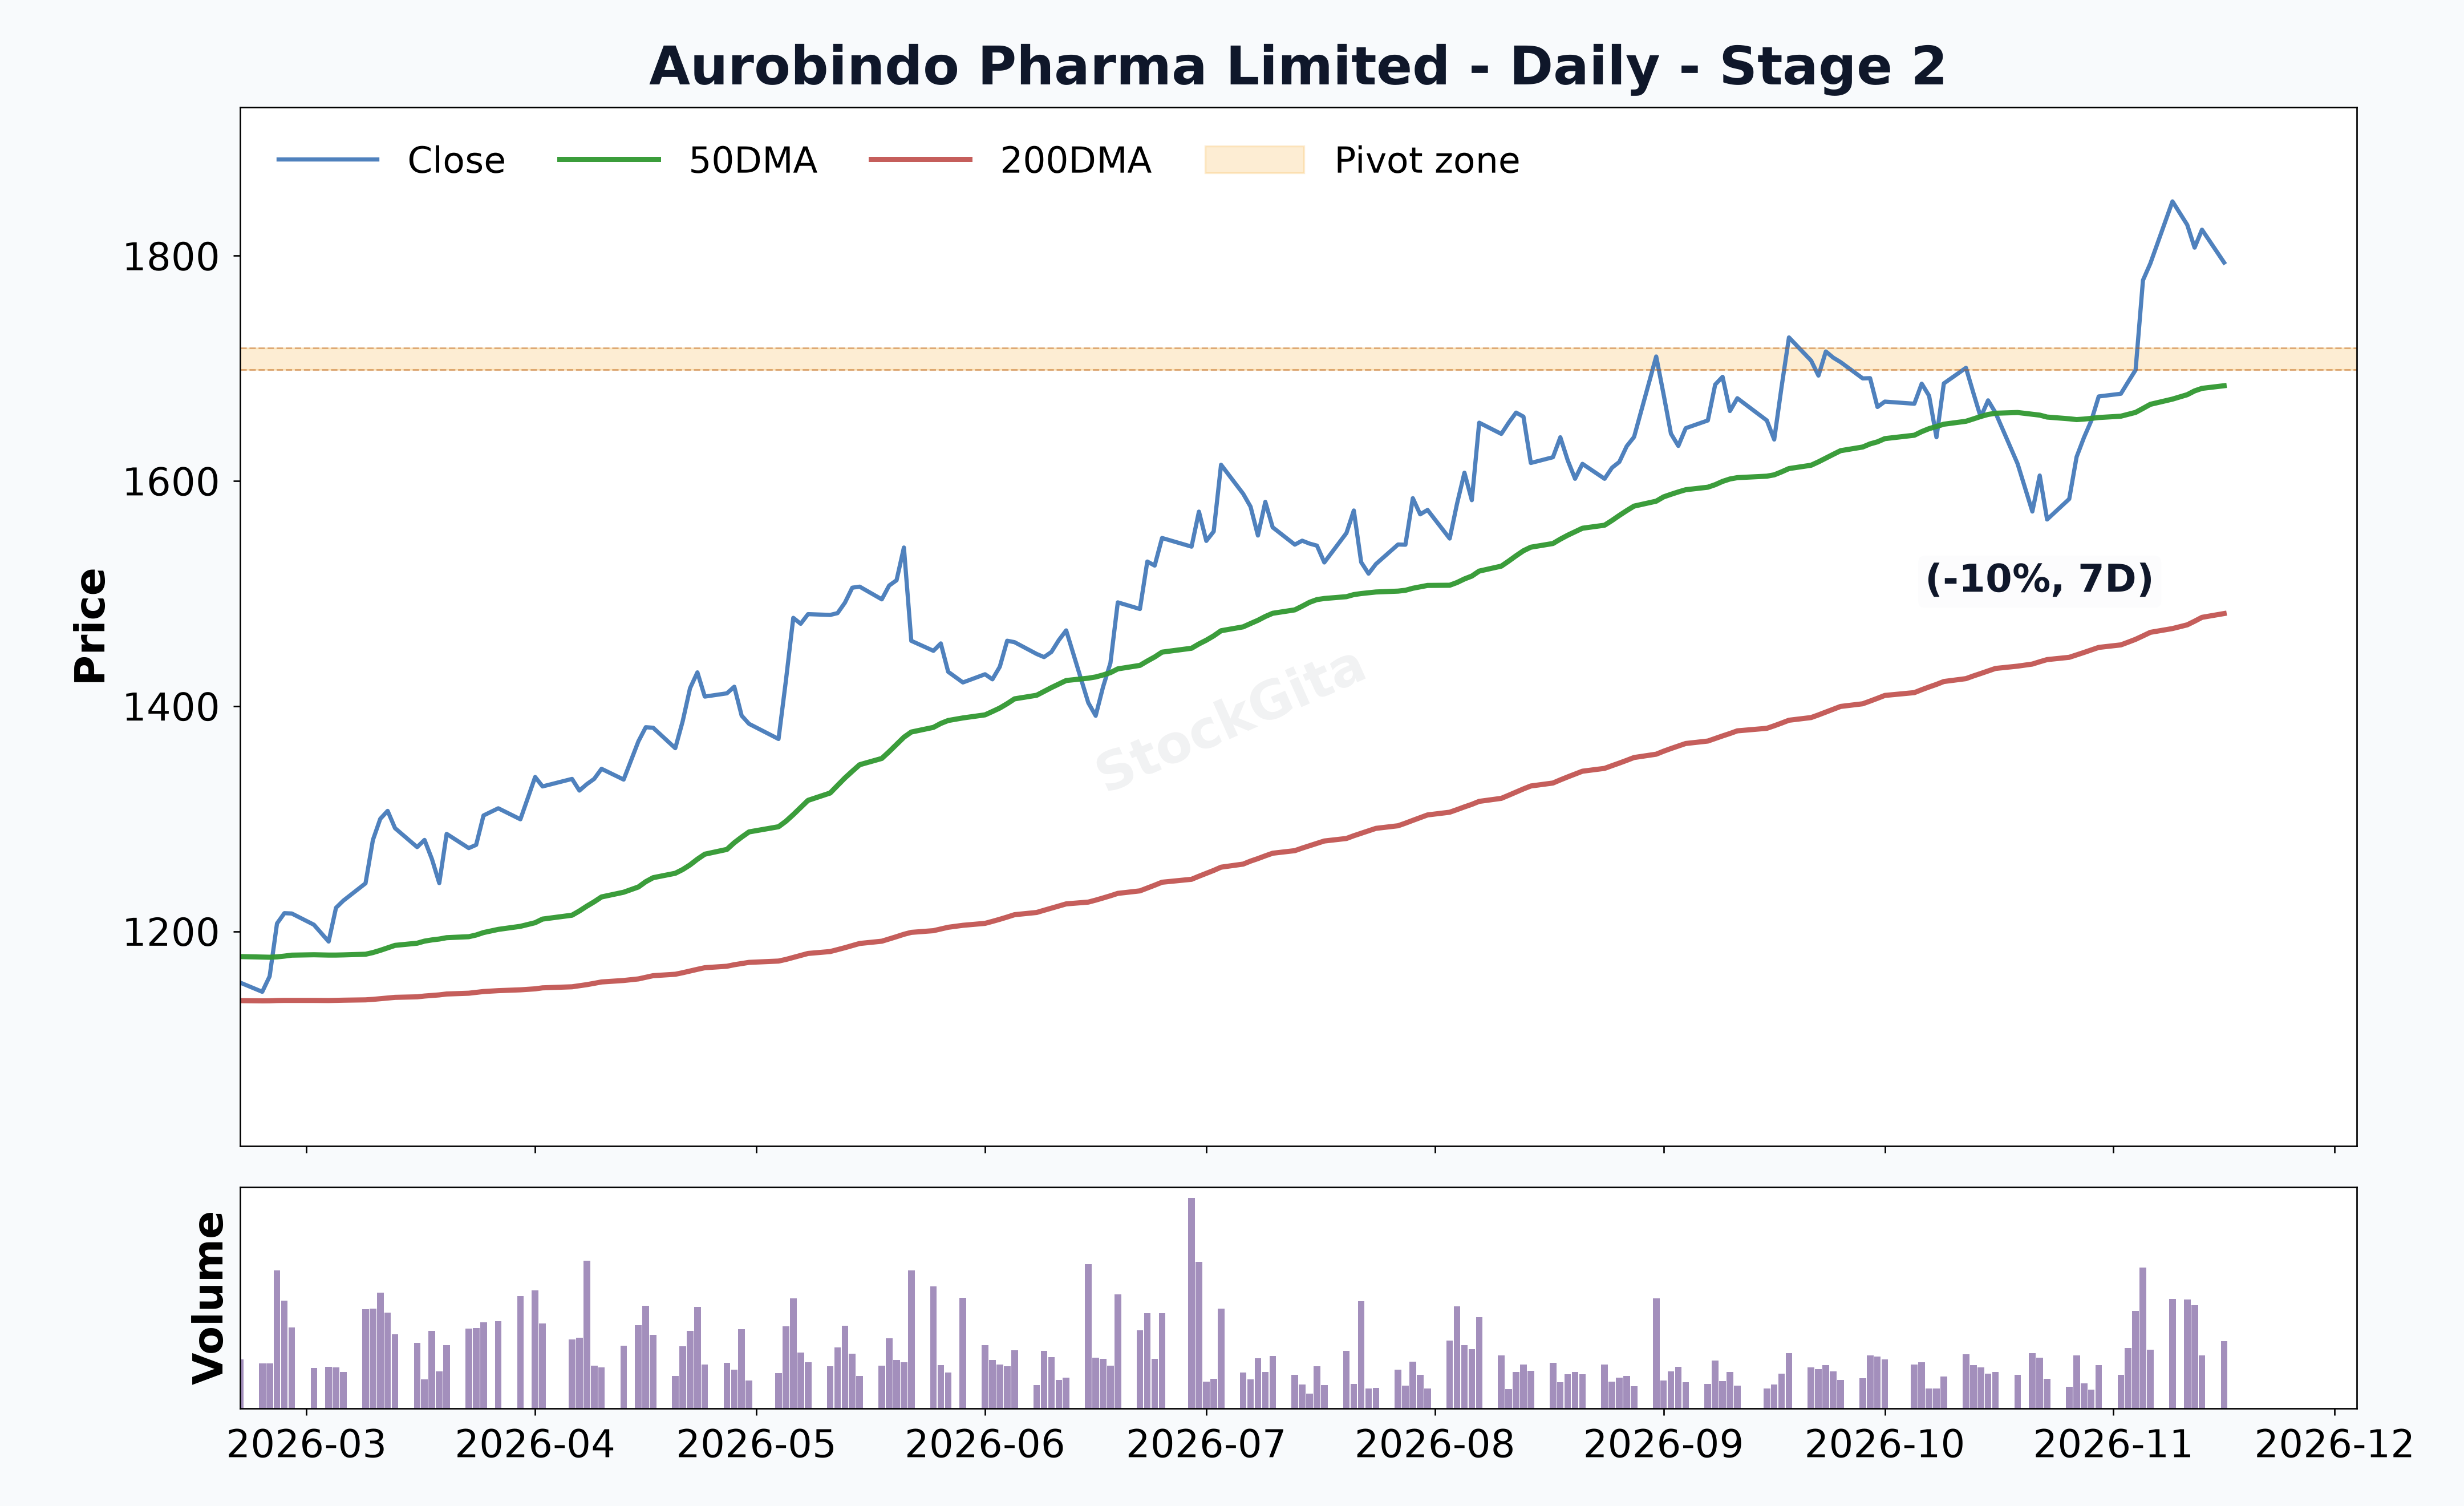 Aurobindo Pharma Limited - Daily - Stage 2
Close 50DMA 200DMA Pivot zone
1800
1600
1400
1200
Price
(-10%, 7D)
StockGita
Volume
2026-03 2026-04 2026-05 2026-06 2026-07 2026-08 2026-09 2026-10 2026-11 2026-12